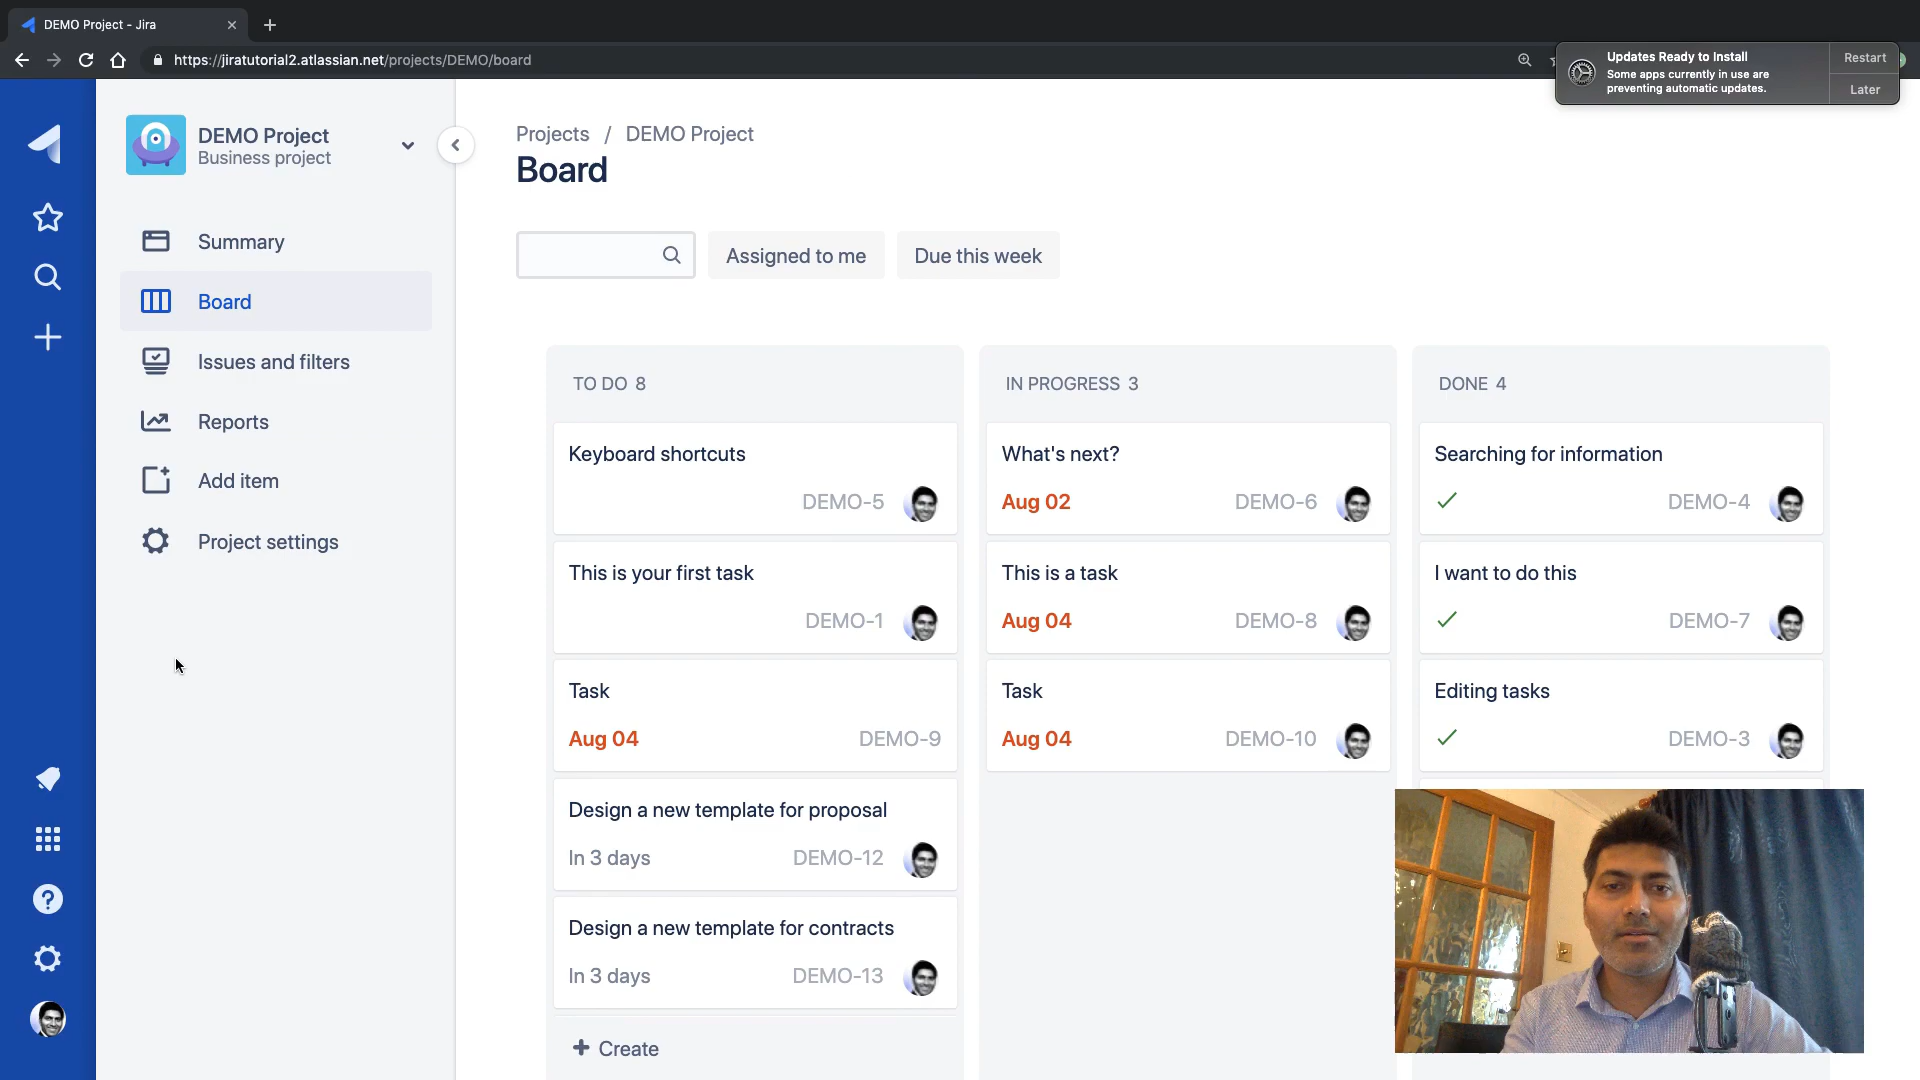 DEMO Project - Jira
https://jiratutorial2.atlassian.net/projects/DEMO/board
Updates Ready to Install
Some apps currently in use are
preventing automatic updates.
Restart
Later
DEMO Project
Business project
Summary
Board
Issues and filters
Reports
Add item
Project settings
Projects / DEMO Project
Board
Assigned to me
Due this week
TO DO 8
Keyboard shortcuts
DEMO-5
This is your first task
DEMO-1
Task
Aug 04 DEMO-9
Design a new template for proposal
In 3 days DEMO-12
Design a new template for contracts
In 3 days DEMO-13
+ Create
IN PROGRESS 3
What's next?
Aug 02 DEMO-6
This is a task
Aug 04 DEMO-8
Task
Aug 04 DEMO-10
DONE 4
Searching for information
DEMO-4
I want to do this
DEMO-7
Editing tasks
DEMO-3